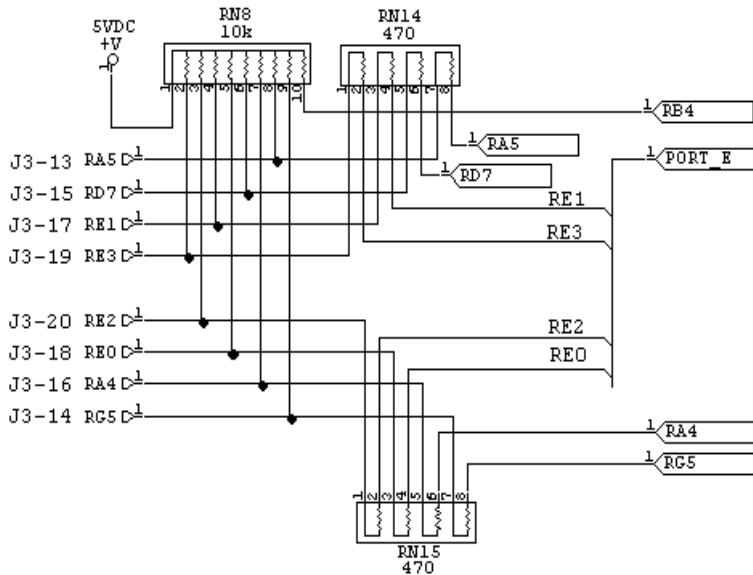 RN8
10k
RN14
470
5VDC
+V
1
1 2 3 4 5 6 7 8 9 10
1 2 3 4 5 6 7 8
1 RB4
J3-13 RA5 1
1 RA5
1 PORT_E
J3-15 RD7 1
1 RD7
RE1
J3-17 RE1 1
RE3
J3-19 RE3 1
J3-20 RE2 1
RE2
J3-18 RE0 1
RE0
J3-16 RA4 1
J3-14 RG5 1
1 RA4
1 RG5
1 2 3 4 5 6 7 8
RN15
470